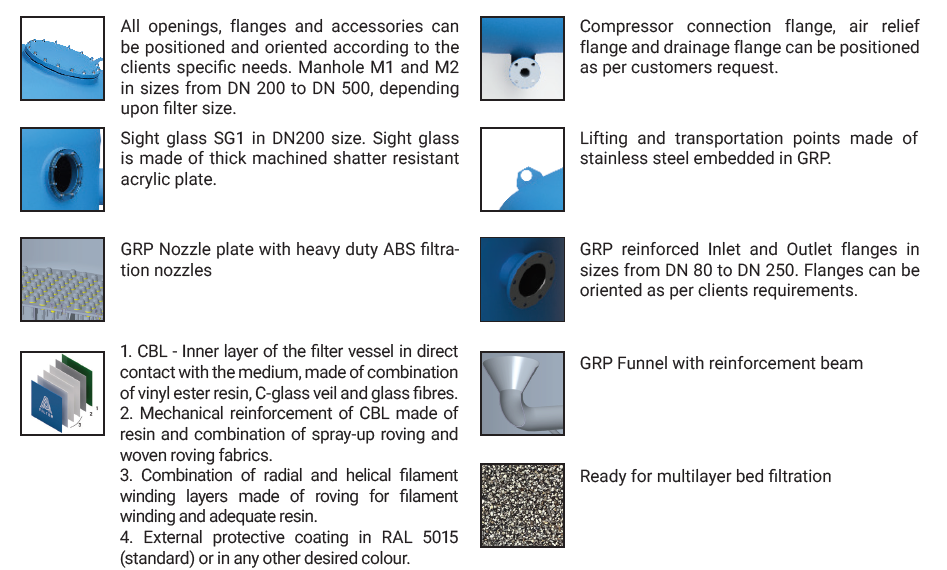 All openings, flanges and accessories can
be positioned and oriented according to the
clients specific needs. Manhole M1 and M2
in sizes from DN 200 to DN 500, depending
upon filter size.
Sight glass SG1 in DN200 size. Sight glass
is made of thick machined shatter resistant
acrylic plate.
GRP Nozzle plate with heavy duty ABS filtra-
tion nozzles
1. CBL - Inner layer of the filter vessel in direct
contact with the medium, made of combination
of vinyl ester resin, C-glass veil and glass fibres.
2. Mechanical reinforcement of CBL made of
resin and combination of spray-up roving and
woven roving fabrics.
3. Combination of radial and helical filament
winding layers made of roving for filament
winding and adequate resin.
4. External protective coating in RAL 5015
(standard) or in any other desired colour.
1
2
3
Compressor connection flange, air relief
flange and drainage flange can be positioned
as per customers request.
Lifting and transportation points made of
stainless steel embedded in GRP.
GRP reinforced Inlet and Outlet flanges in
sizes from DN 80 to DN 250. Flanges can be
oriented as per clients requirements.
GRP Funnel with reinforcement beam
Ready for multilayer bed filtration